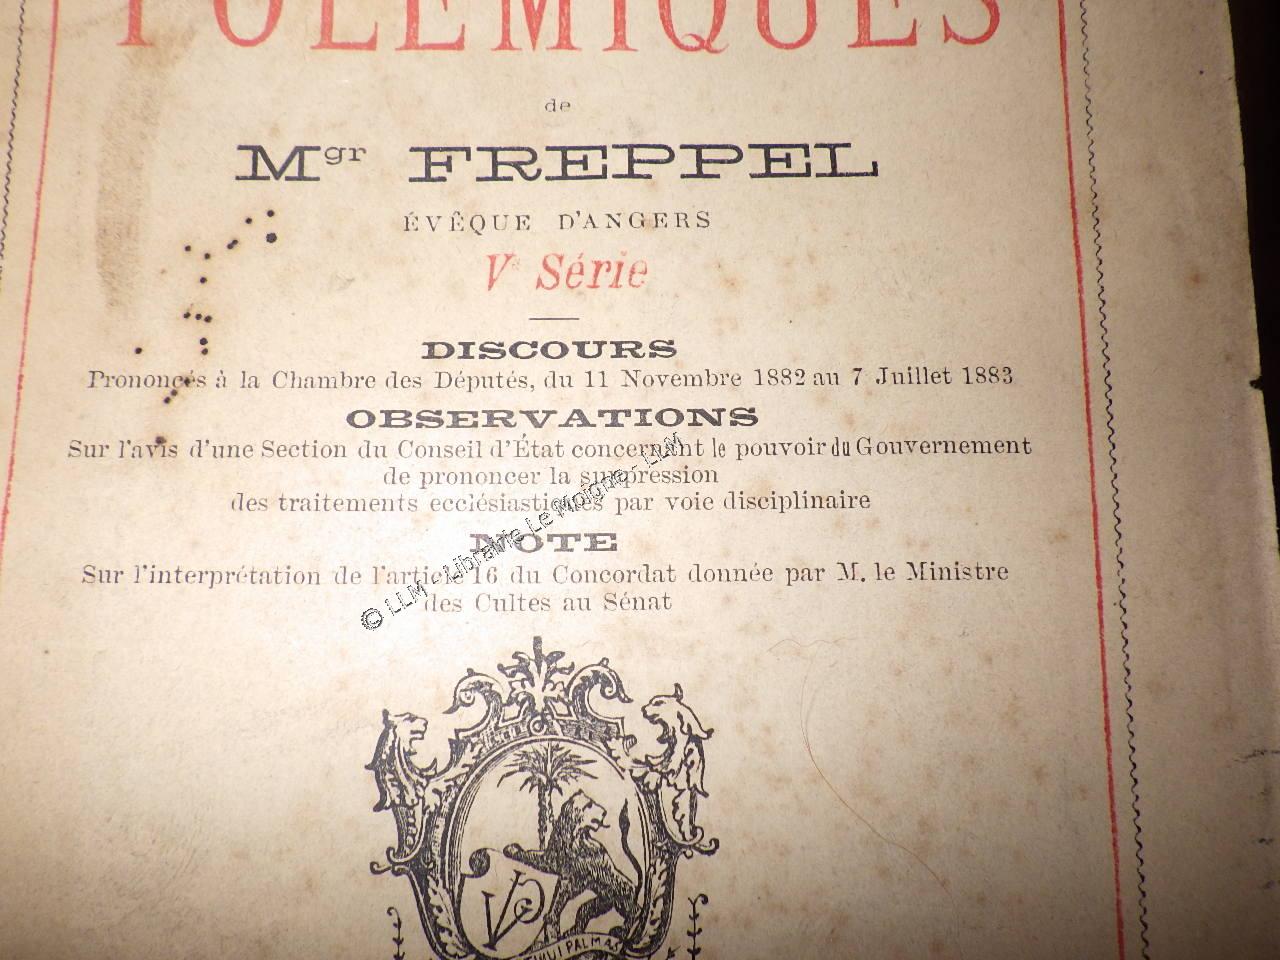 POLÉMIQUES
de
Mgr FREPPEL
ÉVÊQUE D'ANGERS
Ve Série
DISCOURS
Prononcés à la Chambre des Députés, du 11 Novembre 1882 au 7 Juillet 1883
OBSERVATIONS
Sur l'avis d'une Section du Conseil d'État concernant le pouvoir du Gouvernement
de prononcer la suppression
des traitements ecclésiastiques par voie disciplinaire
NOTE
Sur l'interprétation de l'article 16 du Concordat donnée par M. le Ministre
des Cultes au Sénat
© LLM - Librairie Le Moigne - LLM
VP
PALMAS